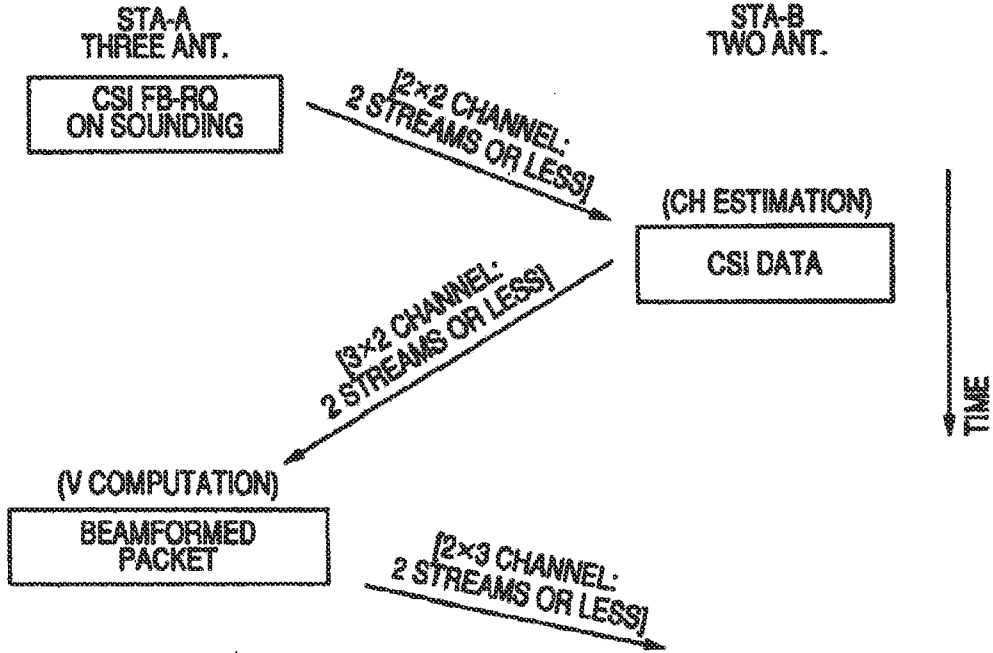 STA-A
THREE ANT.
STA-B
TWO ANT.
CSI FB-RQ
ON SOUNDING
[2×2 CHANNEL:
2 STREAMS OR LESS]
(CH ESTIMATION)
CSI DATA
[3×2 CHANNEL:
2 STREAMS OR LESS]
TIME
(V COMPUTATION)
BEAMFORMED
PACKET
[2×3 CHANNEL:
2 STREAMS OR LESS]